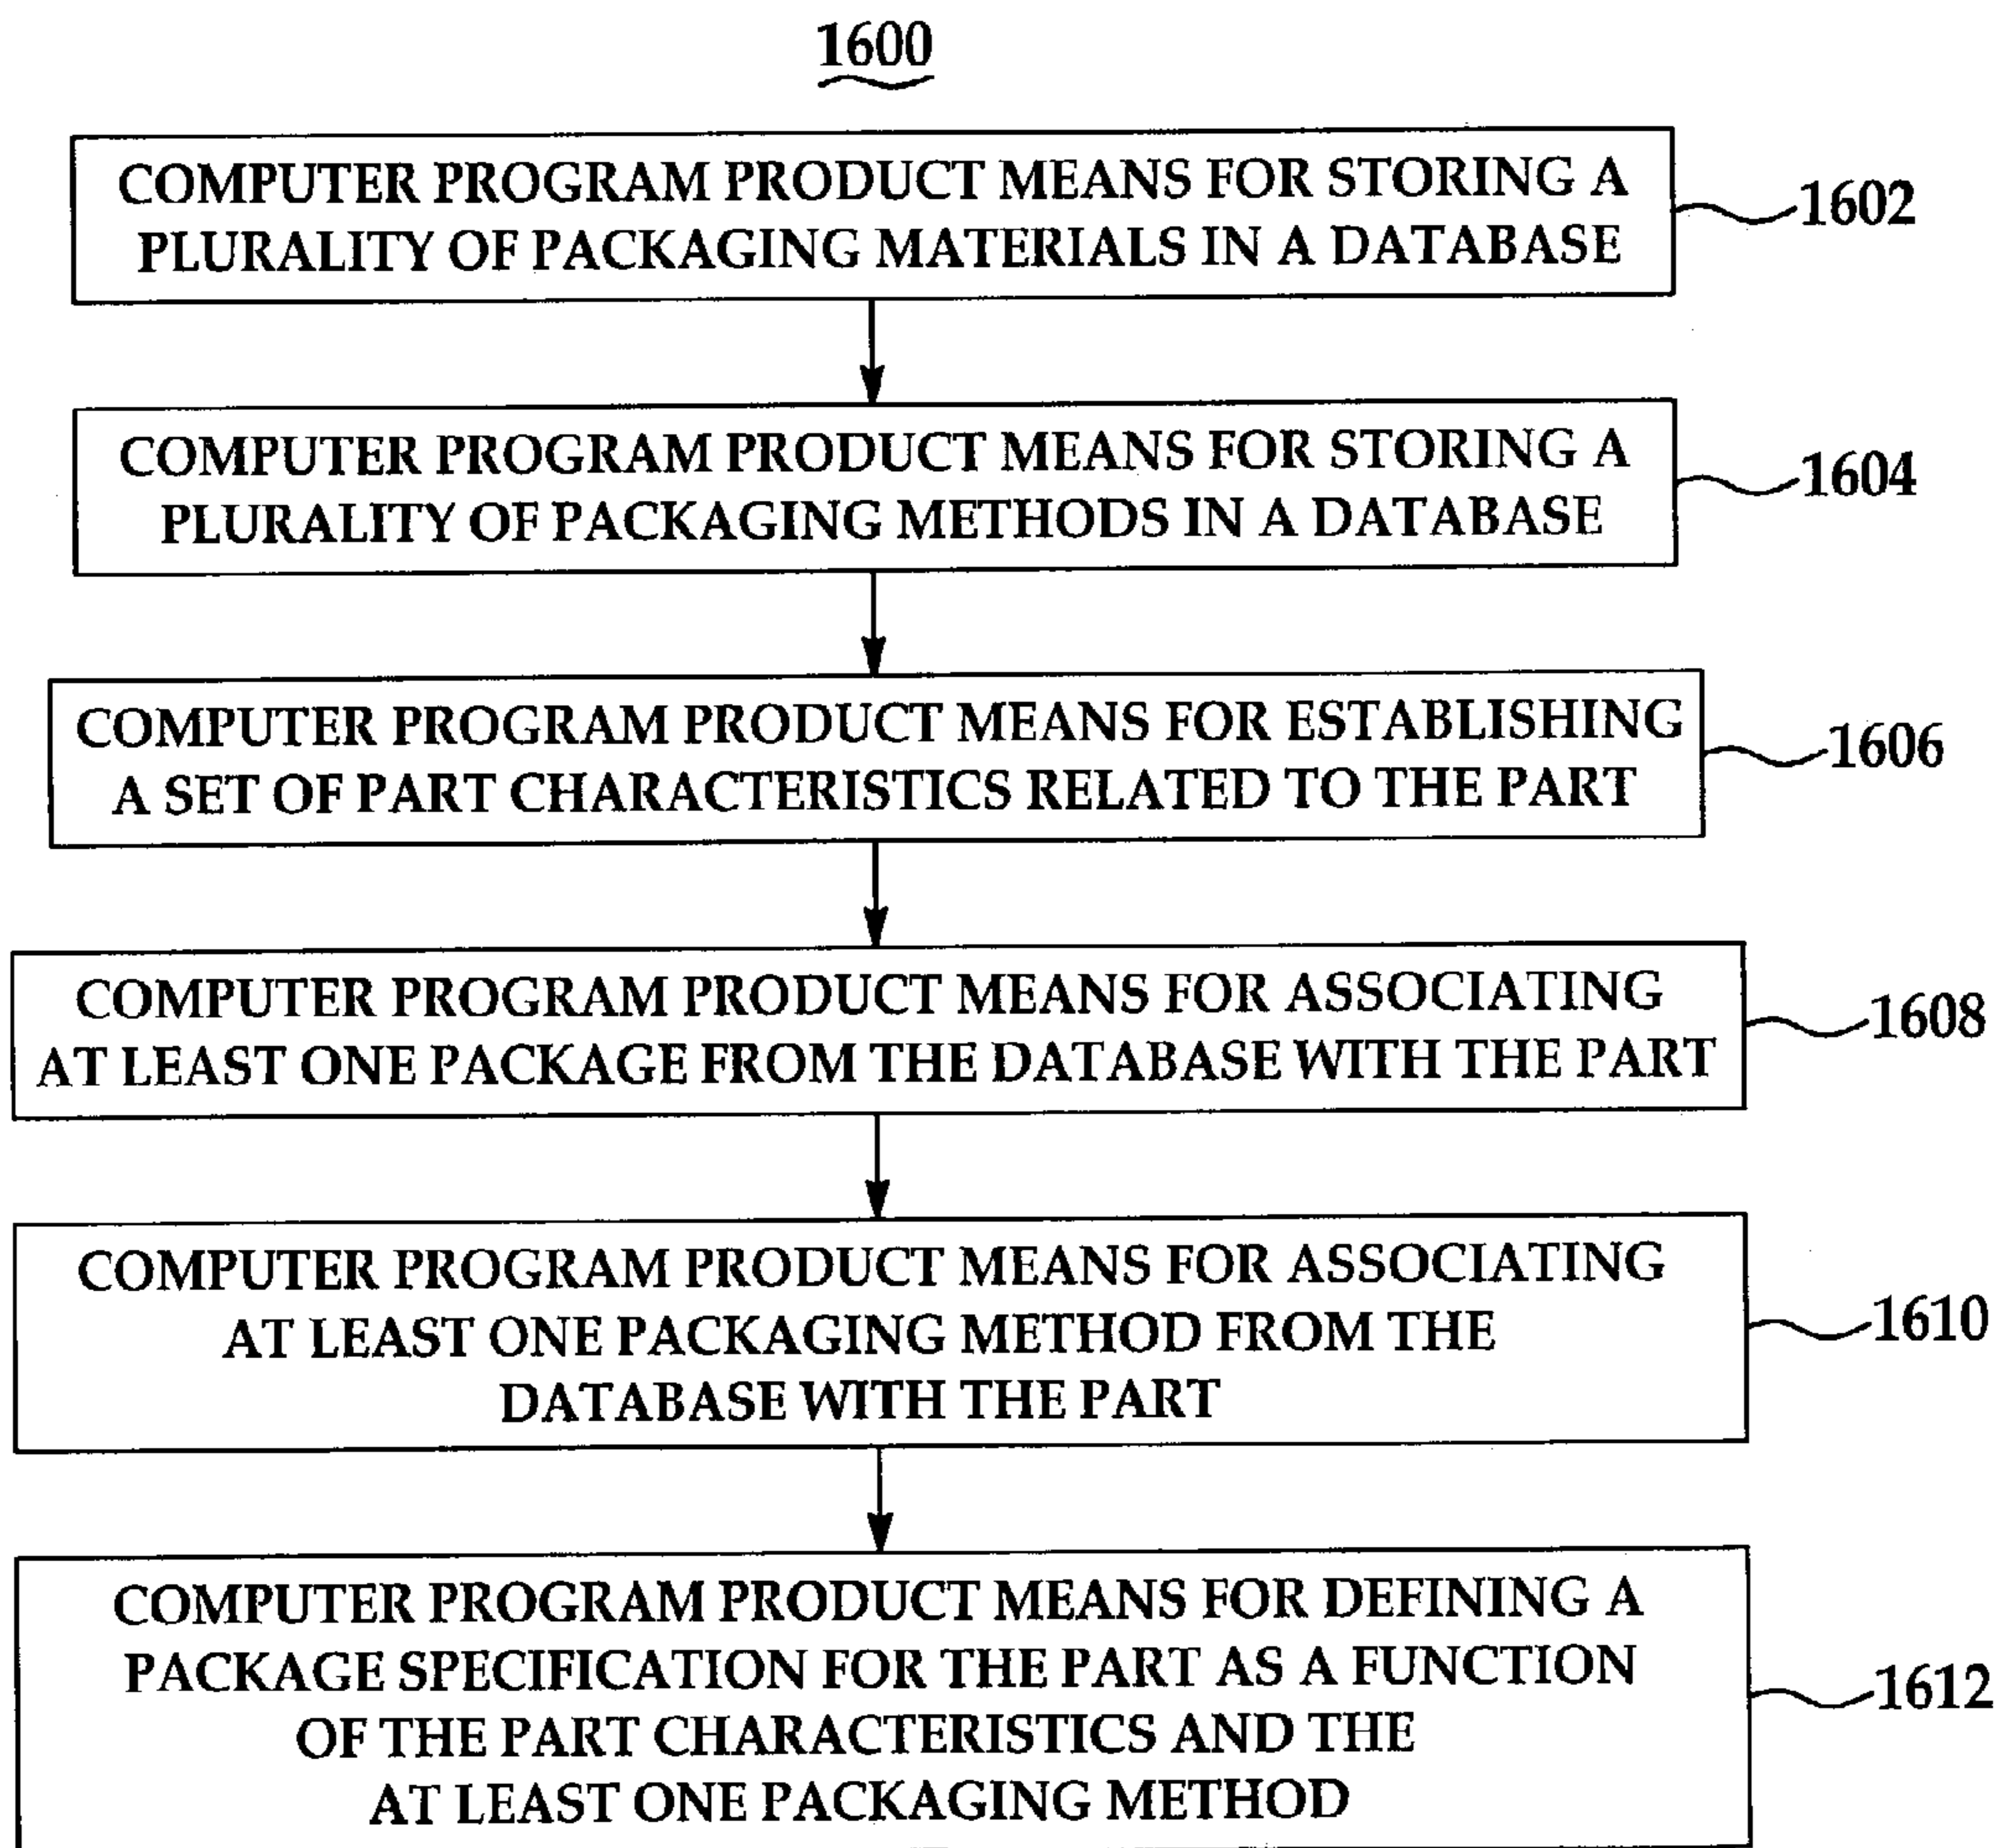 1600
COMPUTER PROGRAM PRODUCT MEANS FOR STORING A
PLURALITY OF PACKAGING MATERIALS IN A DATABASE
1602
COMPUTER PROGRAM PRODUCT MEANS FOR STORING A
PLURALITY OF PACKAGING METHODS IN A DATABASE
1604
COMPUTER PROGRAM PRODUCT MEANS FOR ESTABLISHING
A SET OF PART CHARACTERISTICS RELATED TO THE PART
1606
COMPUTER PROGRAM PRODUCT MEANS FOR ASSOCIATING
AT LEAST ONE PACKAGE FROM THE DATABASE WITH THE PART
1608
COMPUTER PROGRAM PRODUCT MEANS FOR ASSOCIATING
AT LEAST ONE PACKAGING METHOD FROM THE
DATABASE WITH THE PART
1610
COMPUTER PROGRAM PRODUCT MEANS FOR DEFINING A
PACKAGE SPECIFICATION FOR THE PART AS A FUNCTION
OF THE PART CHARACTERISTICS AND THE
AT LEAST ONE PACKAGING METHOD
1612